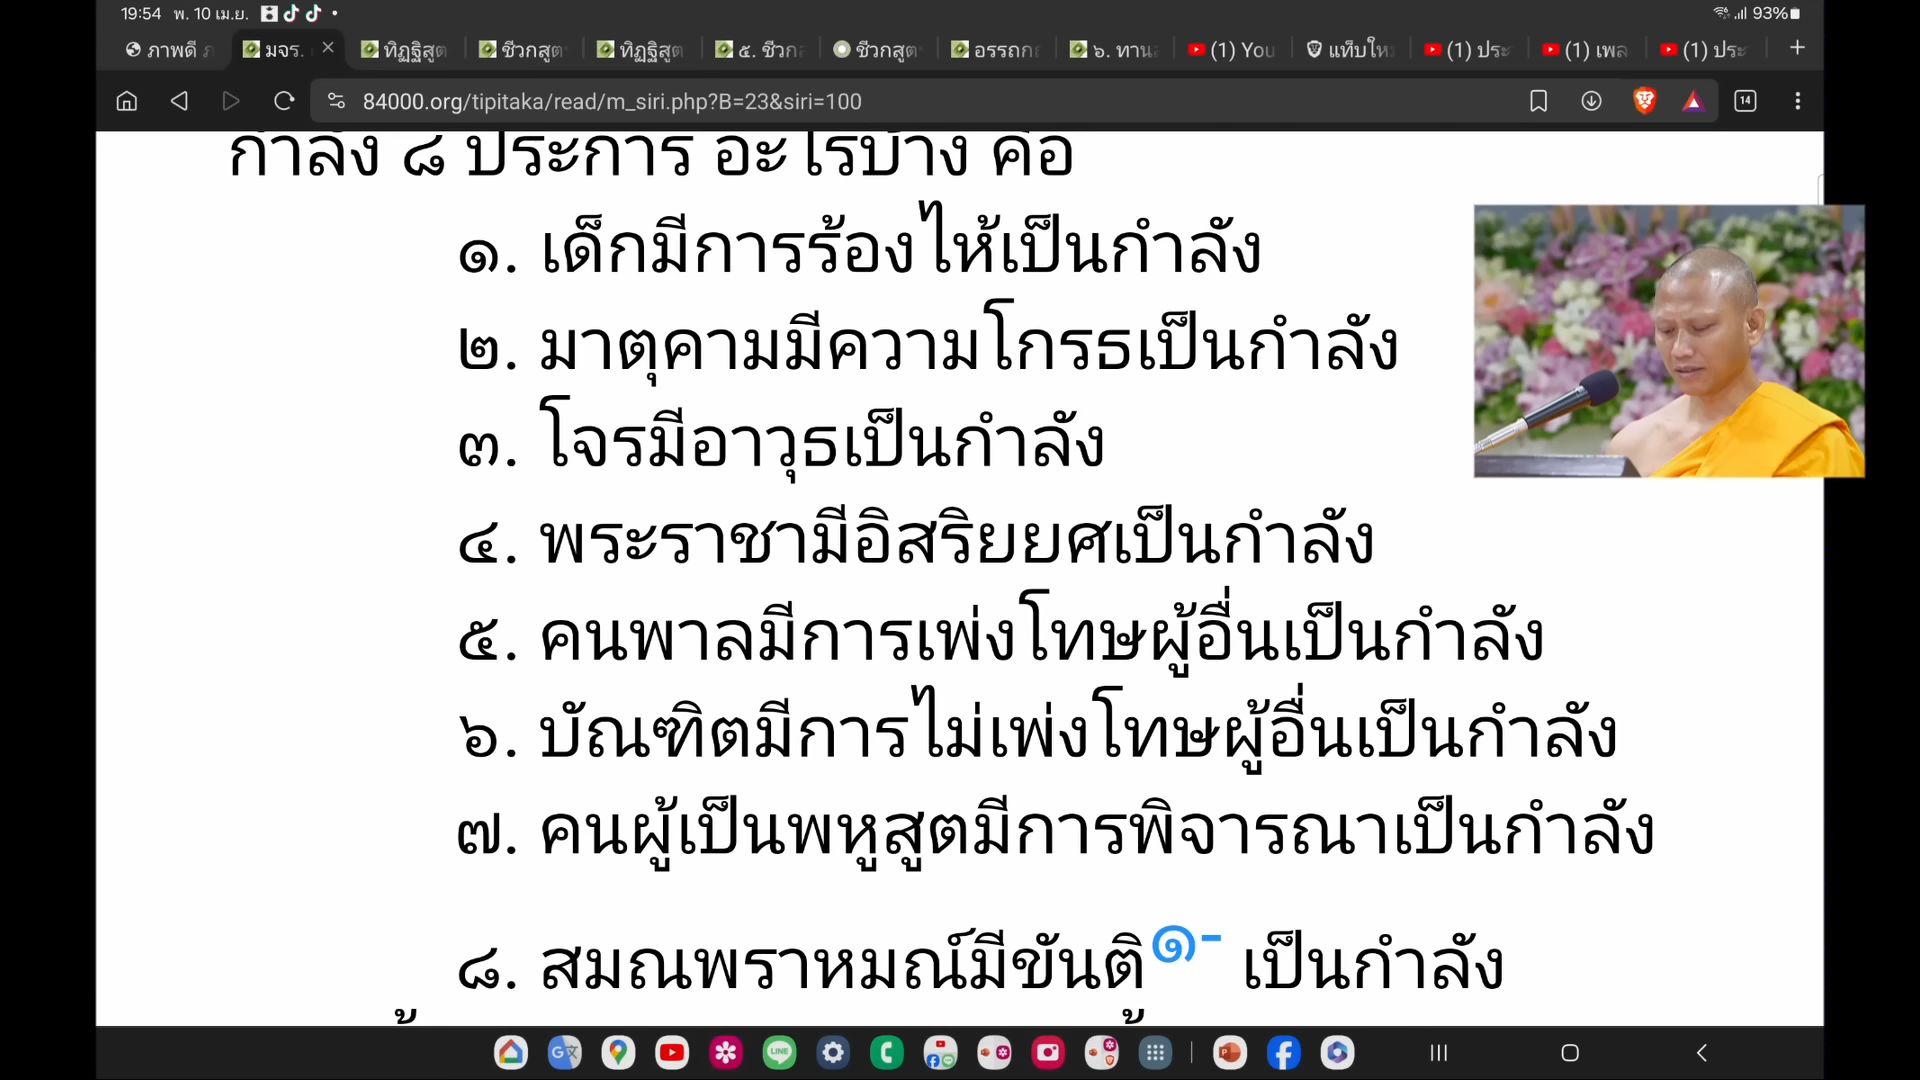 19:54 พ. 10 เม.ย.
93%
ภาพดี
มจร.
ทิฏฐิสูต
ชีวกสูต
ทิฏฐิสูต
๕. ชีวก
ชีวกสูต
อรรถก
๖. ทาน
(1) You
แท็บให
(1) ประ
(1) เพล
(1) ประ
84000.org/tipitaka/read/m_siri.php?B=23&siri=100
14
กำลัง ๘ ประการ อะไรบ้าง คือ
๑. เด็กมีการร้องไห้เป็นกำลัง
๒. มาตุคามมีความโกรธเป็นกำลัง
๓. โจรมีอาวุธเป็นกำลัง
๔. พระราชามีอิสริยยศเป็นกำลัง
๕. คนพาลมีการเพ่งโทษผู้อื่นเป็นกำลัง
๖. บัณฑิตมีการไม่เพ่งโทษผู้อื่นเป็นกำลัง
๗. คนผู้เป็นพหูสูตมีการพิจารณาเป็นกำลัง
๘. สมณพราหมณ์มีขันติ๑- เป็นกำลัง